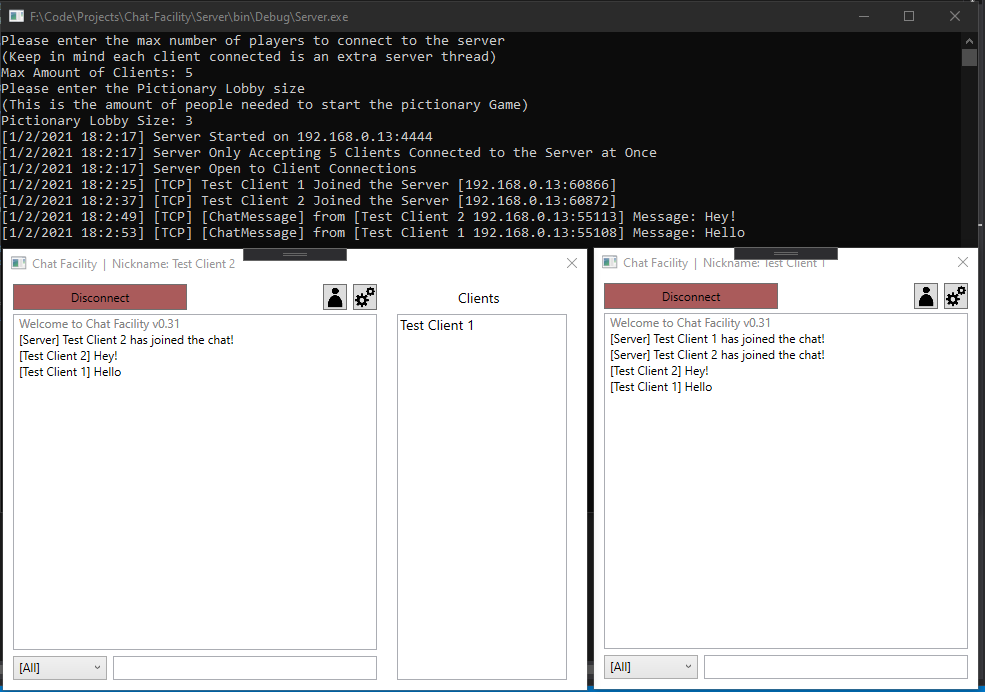 F:\Code\Projects\Chat-Facility\Server\bin\Debug\Server.exe
Please enter the max number of players to connect to the server
(Keep in mind each client connected is an extra server thread)
Max Amount of Clients: 5
Please enter the Pictionary Lobby size
(This is the amount of people needed to start the pictionary Game)
Pictionary Lobby Size: 3
[1/2/2021 18:2:17] Server Started on 192.168.0.13:4444
[1/2/2021 18:2:17] Server Only Accepting 5 Clients Connected to the Server at Once
[1/2/2021 18:2:17] Server Open to Client Connections
[1/2/2021 18:2:25] [TCP] Test Client 1 Joined the Server [192.168.0.13:60866]
[1/2/2021 18:2:37] [TCP] Test Client 2 Joined the Server [192.168.0.13:60872]
[1/2/2021 18:2:49] [TCP] [ChatMessage] from [Test Client 2 192.168.0.13:55113] Message: Hey!
[1/2/2021 18:2:53] [TCP] [ChatMessage] from [Test Client 1 192.168.0.13:55108] Message: Hello
Chat Facility | Nickname: Test Client 2
Disconnect
Clients
Welcome to Chat Facility v0.31
[Server] Test Client 2 has joined the chat!
[Test Client 2] Hey!
[Test Client 1] Hello
Test Client 1
[All]
Chat Facility | Nickname: Test Client 1
Disconnect
Welcome to Chat Facility v0.31
[Server] Test Client 1 has joined the chat!
[Server] Test Client 2 has joined the chat!
[Test Client 2] Hey!
[Test Client 1] Hello
[All]